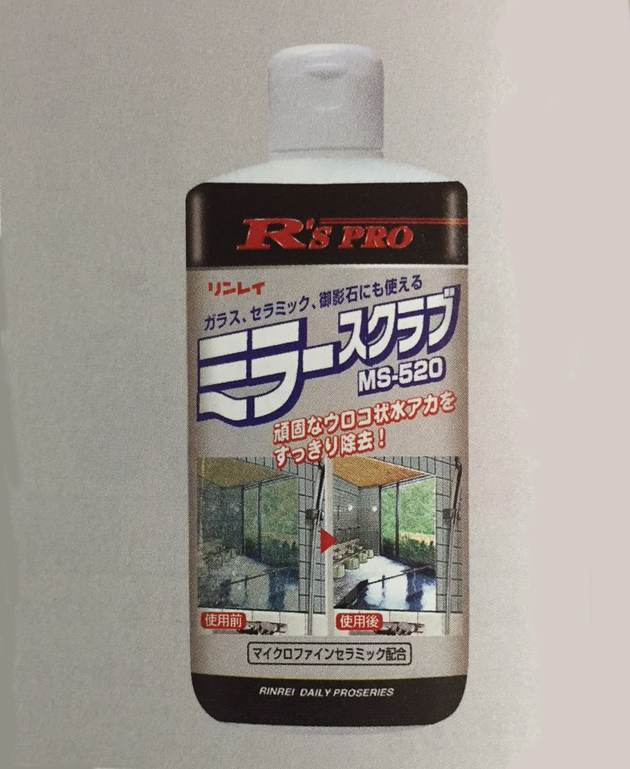 R's PRO
リンレイ
ガラス、セラミック、御影石にも使える
ミラースクラブ
MS-520
頑固なウロコ状水アカを
すっきり除去!
使用前
使用後
マイクロファインセラミック配合
RINREI DAILY PROSERIES